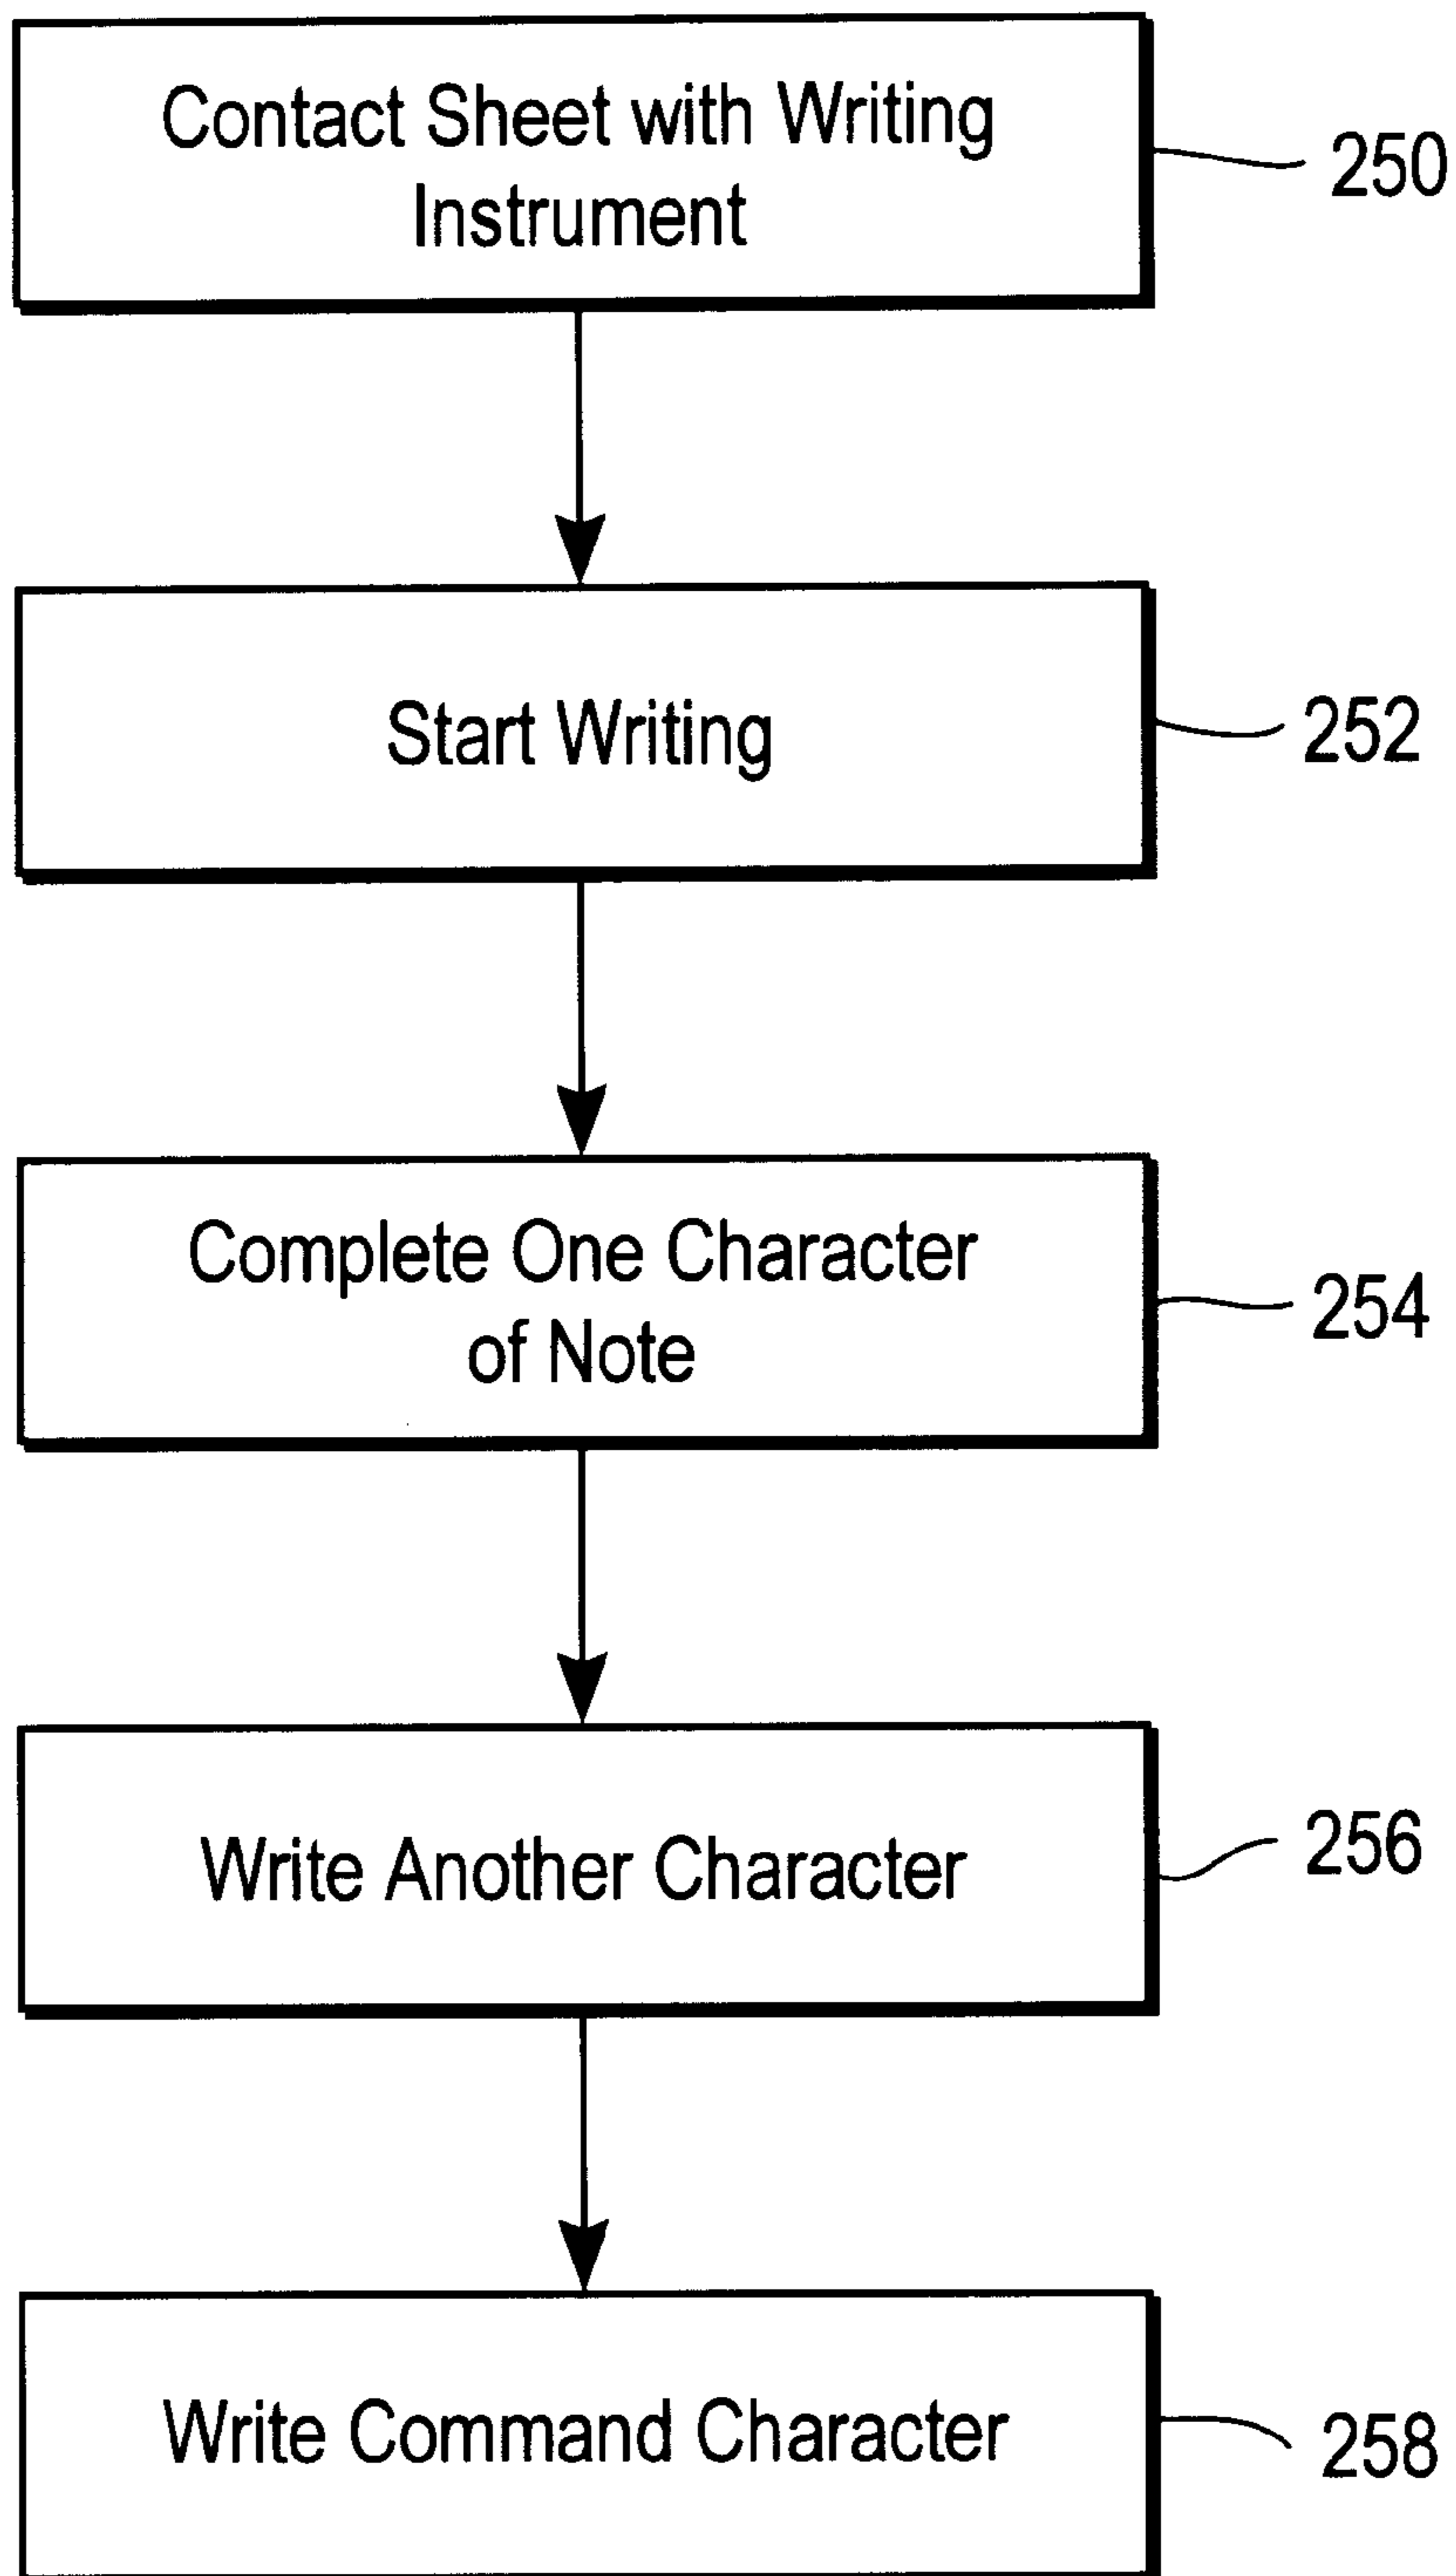 Contact Sheet with Writing
Instrument
250
Start Writing
252
Complete One Character
of Note
254
Write Another Character
256
Write Command Character
258